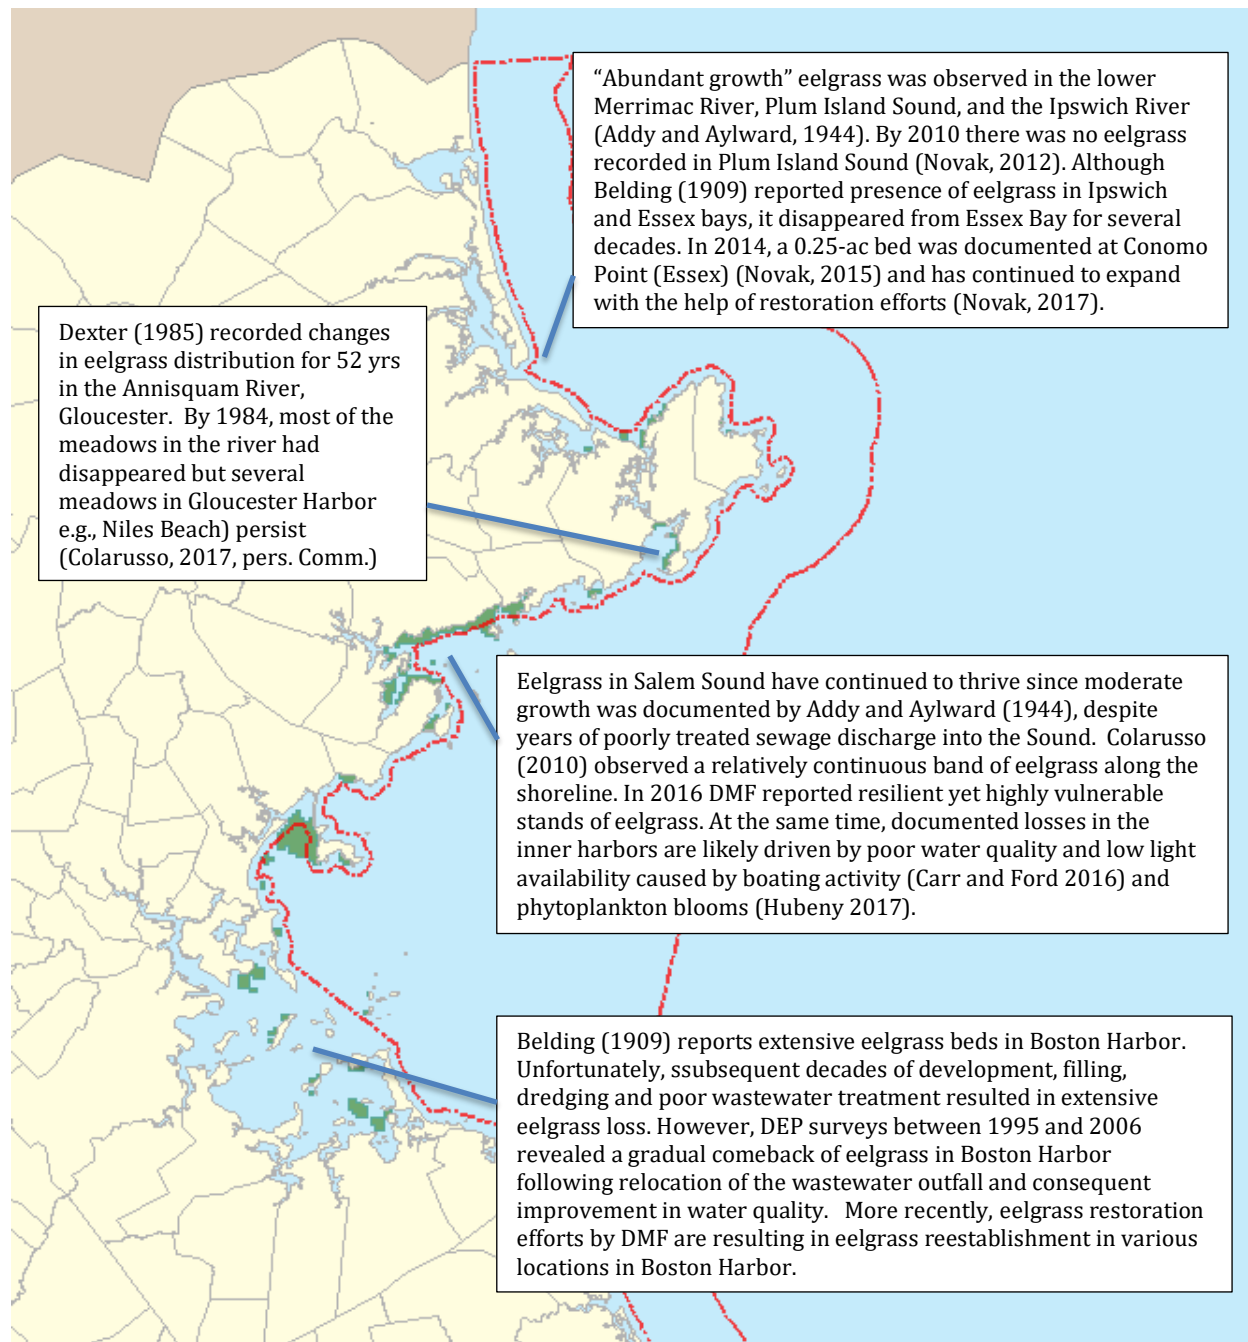 “Abundant growth” eelgrass was observed in the lower
Merrimac River, Plum Island Sound, and the Ipswich River
(Addy and Aylward, 1944). By 2010 there was no eelgrass
recorded in Plum Island Sound (Novak, 2012). Although
Belding (1909) reported presence of eelgrass in Ipswich
and Essex bays, it disappeared from Essex Bay for several
decades. In 2014, a 0.25-ac bed was documented at Conomo
Point (Essex) (Novak, 2015) and has continued to expand
with the help of restoration efforts (Novak, 2017).
Dexter (1985) recorded changes
in eelgrass distribution for 52 yrs
in the Annisquam River,
Gloucester.  By 1984, most of the
meadows in the river had
disappeared but several
meadows in Gloucester Harbor
e.g., Niles Beach) persist
(Colarusso, 2017, pers. Comm.)
Eelgrass in Salem Sound have continued to thrive since moderate
growth was documented by Addy and Aylward (1944), despite
years of poorly treated sewage discharge into the Sound.  Colarusso
(2010) observed a relatively continuous band of eelgrass along the
shoreline. In 2016 DMF reported resilient yet highly vulnerable
stands of eelgrass. At the same time, documented losses in the
inner harbors are likely driven by poor water quality and low light
availability caused by boating activity (Carr and Ford 2016) and
phytoplankton blooms (Hubeny 2017).
Belding (1909) reports extensive eelgrass beds in Boston Harbor.
Unfortunately, ssubsequent decades of development, filling,
dredging and poor wastewater treatment resulted in extensive
eelgrass loss. However, DEP surveys between 1995 and 2006
revealed a gradual comeback of eelgrass in Boston Harbor
following relocation of the wastewater outfall and consequent
improvement in water quality.   More recently, eelgrass restoration
efforts by DMF are resulting in eelgrass reestablishment in various
locations in Boston Harbor.